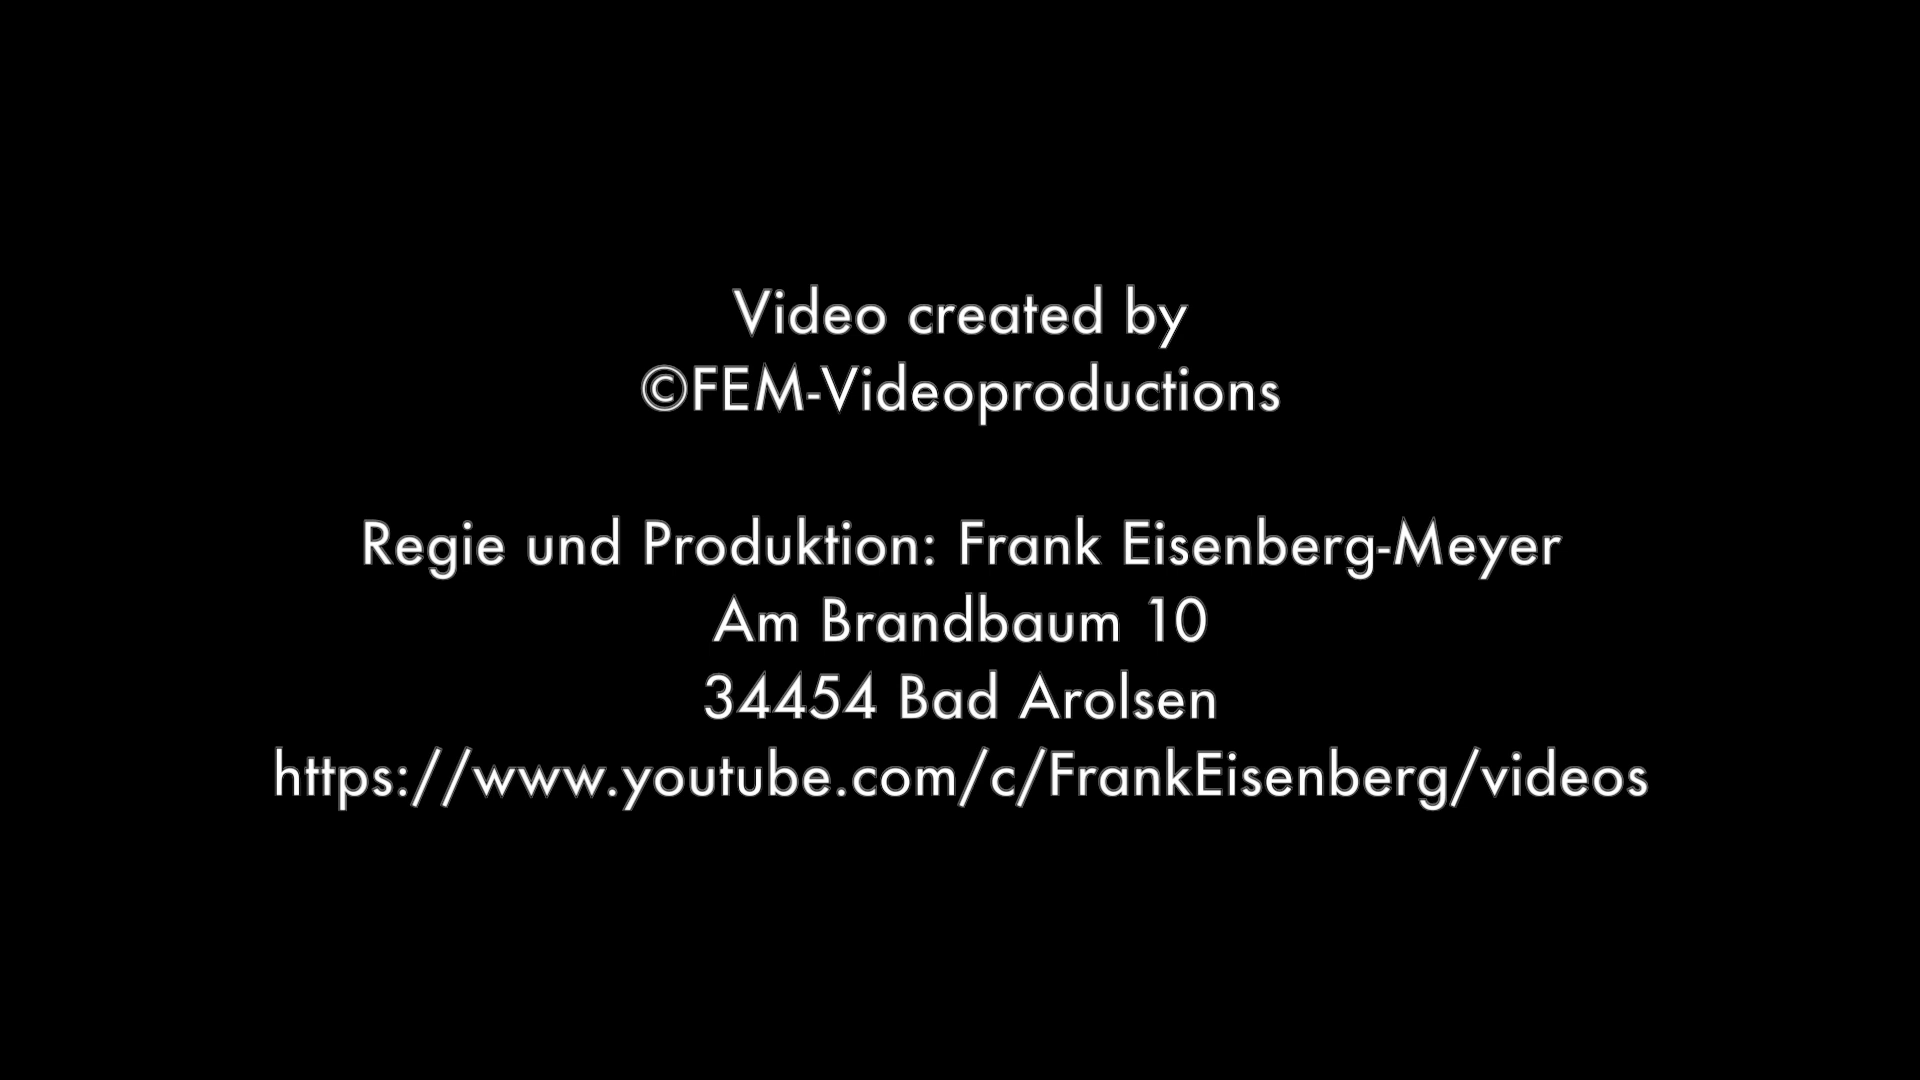 Video created by
©FEM-Videoproductions
Regie und Produktion: Frank Eisenberg-Meyer
Am Brandbaum 10
34454 Bad Arolsen
https://www.youtube.com/c/FrankEisenberg/videos